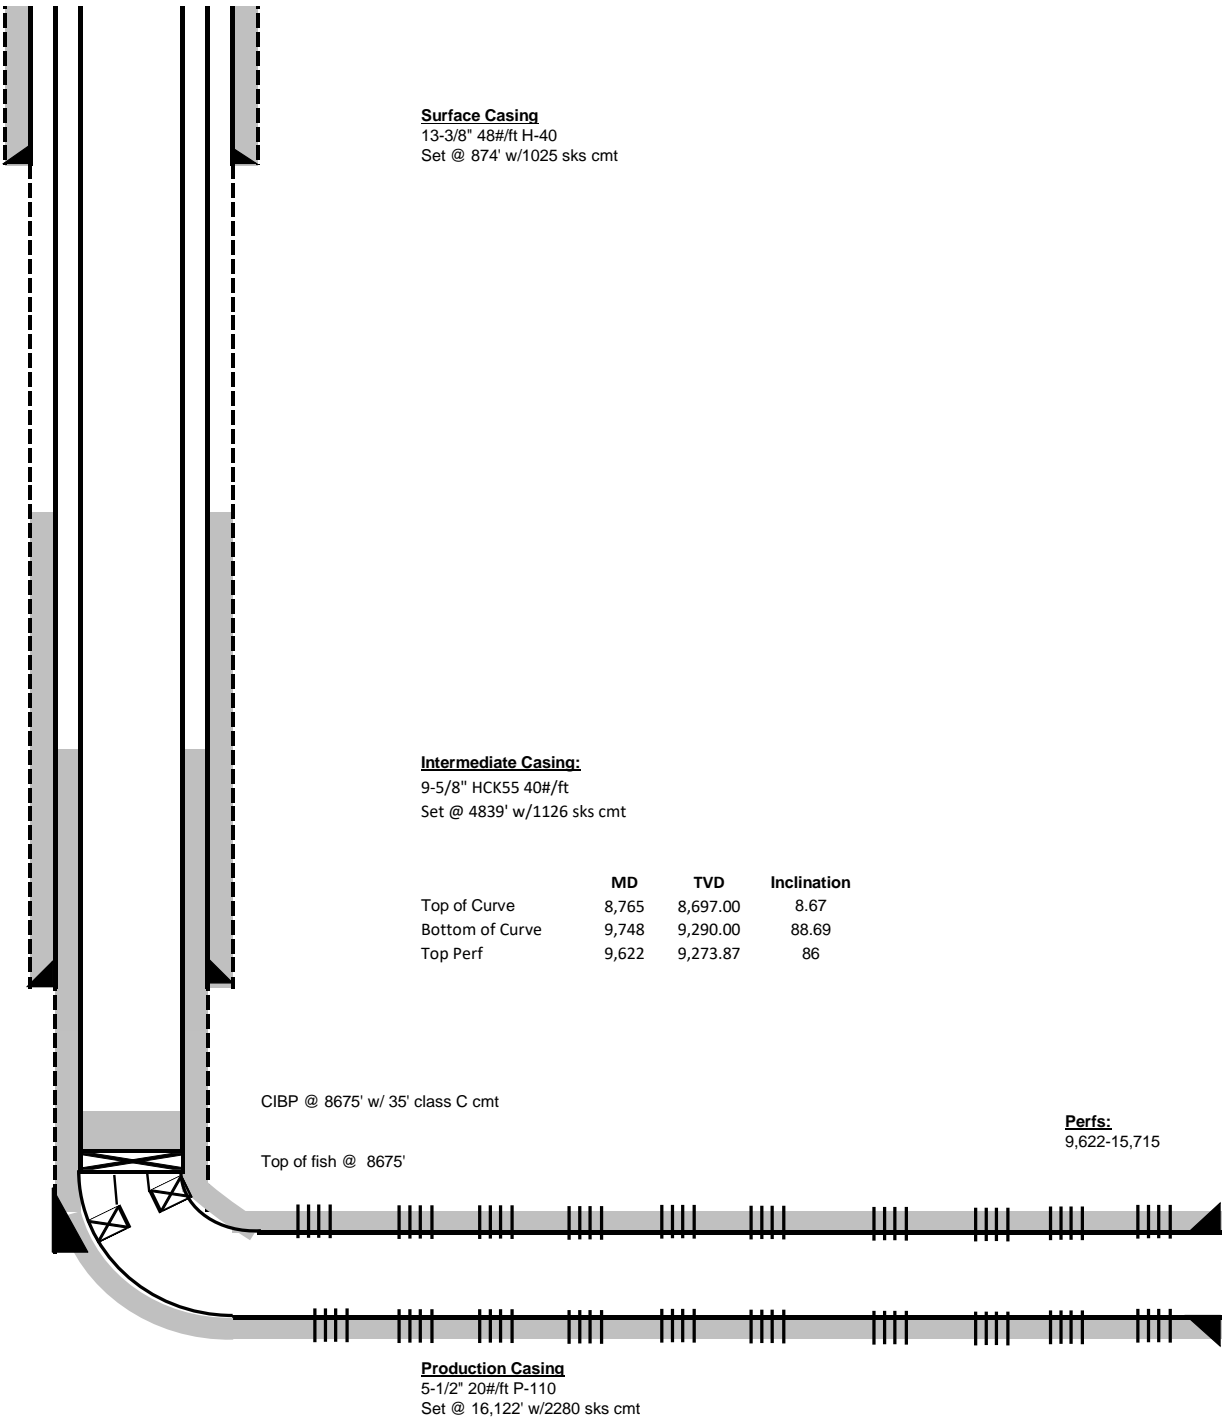 Surface Casing
13-3/8" 48#/ft H-40
Set @ 874' w/1025 sks cmt
Intermediate Casing:
9-5/8" HCK55 40#/ft
Set @ 4839' w/1126 sks cmt
MD TVD Inclination
Top of Curve 8,765 8,697.00 8.67
Bottom of Curve 9,748 9,290.00 88.69
Top Perf 9,622 9,273.87 86
CIBP @ 8675' w/ 35' class C cmt
Top of fish @ 8675'
Perfs:
9,622-15,715
Production Casing
5-1/2" 20#/ft P-110
Set @ 16,122' w/2280 sks cmt